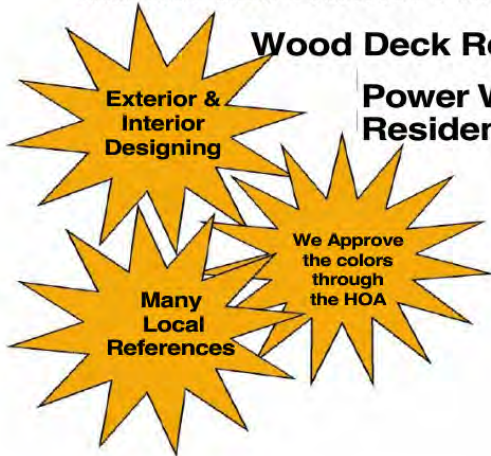 Wood Deck
Power
Exterior &
Interior
Designing
We Approve
the colors
through
the HOA
Many
Local
References